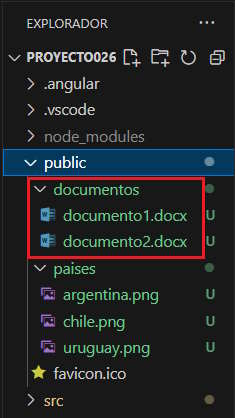 EXPLORADOR
PROYECTO026
.angular
.vscode
node_modules
public
documentos
documento1.docx U
documento2.docx U
paises
argentina.png U
chile.png U
uruguay.png U
favicon.ico
src